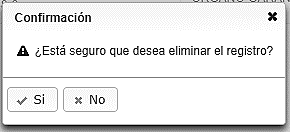 Confirmación
¿Está seguro que desea eliminar el registro?
Si
No